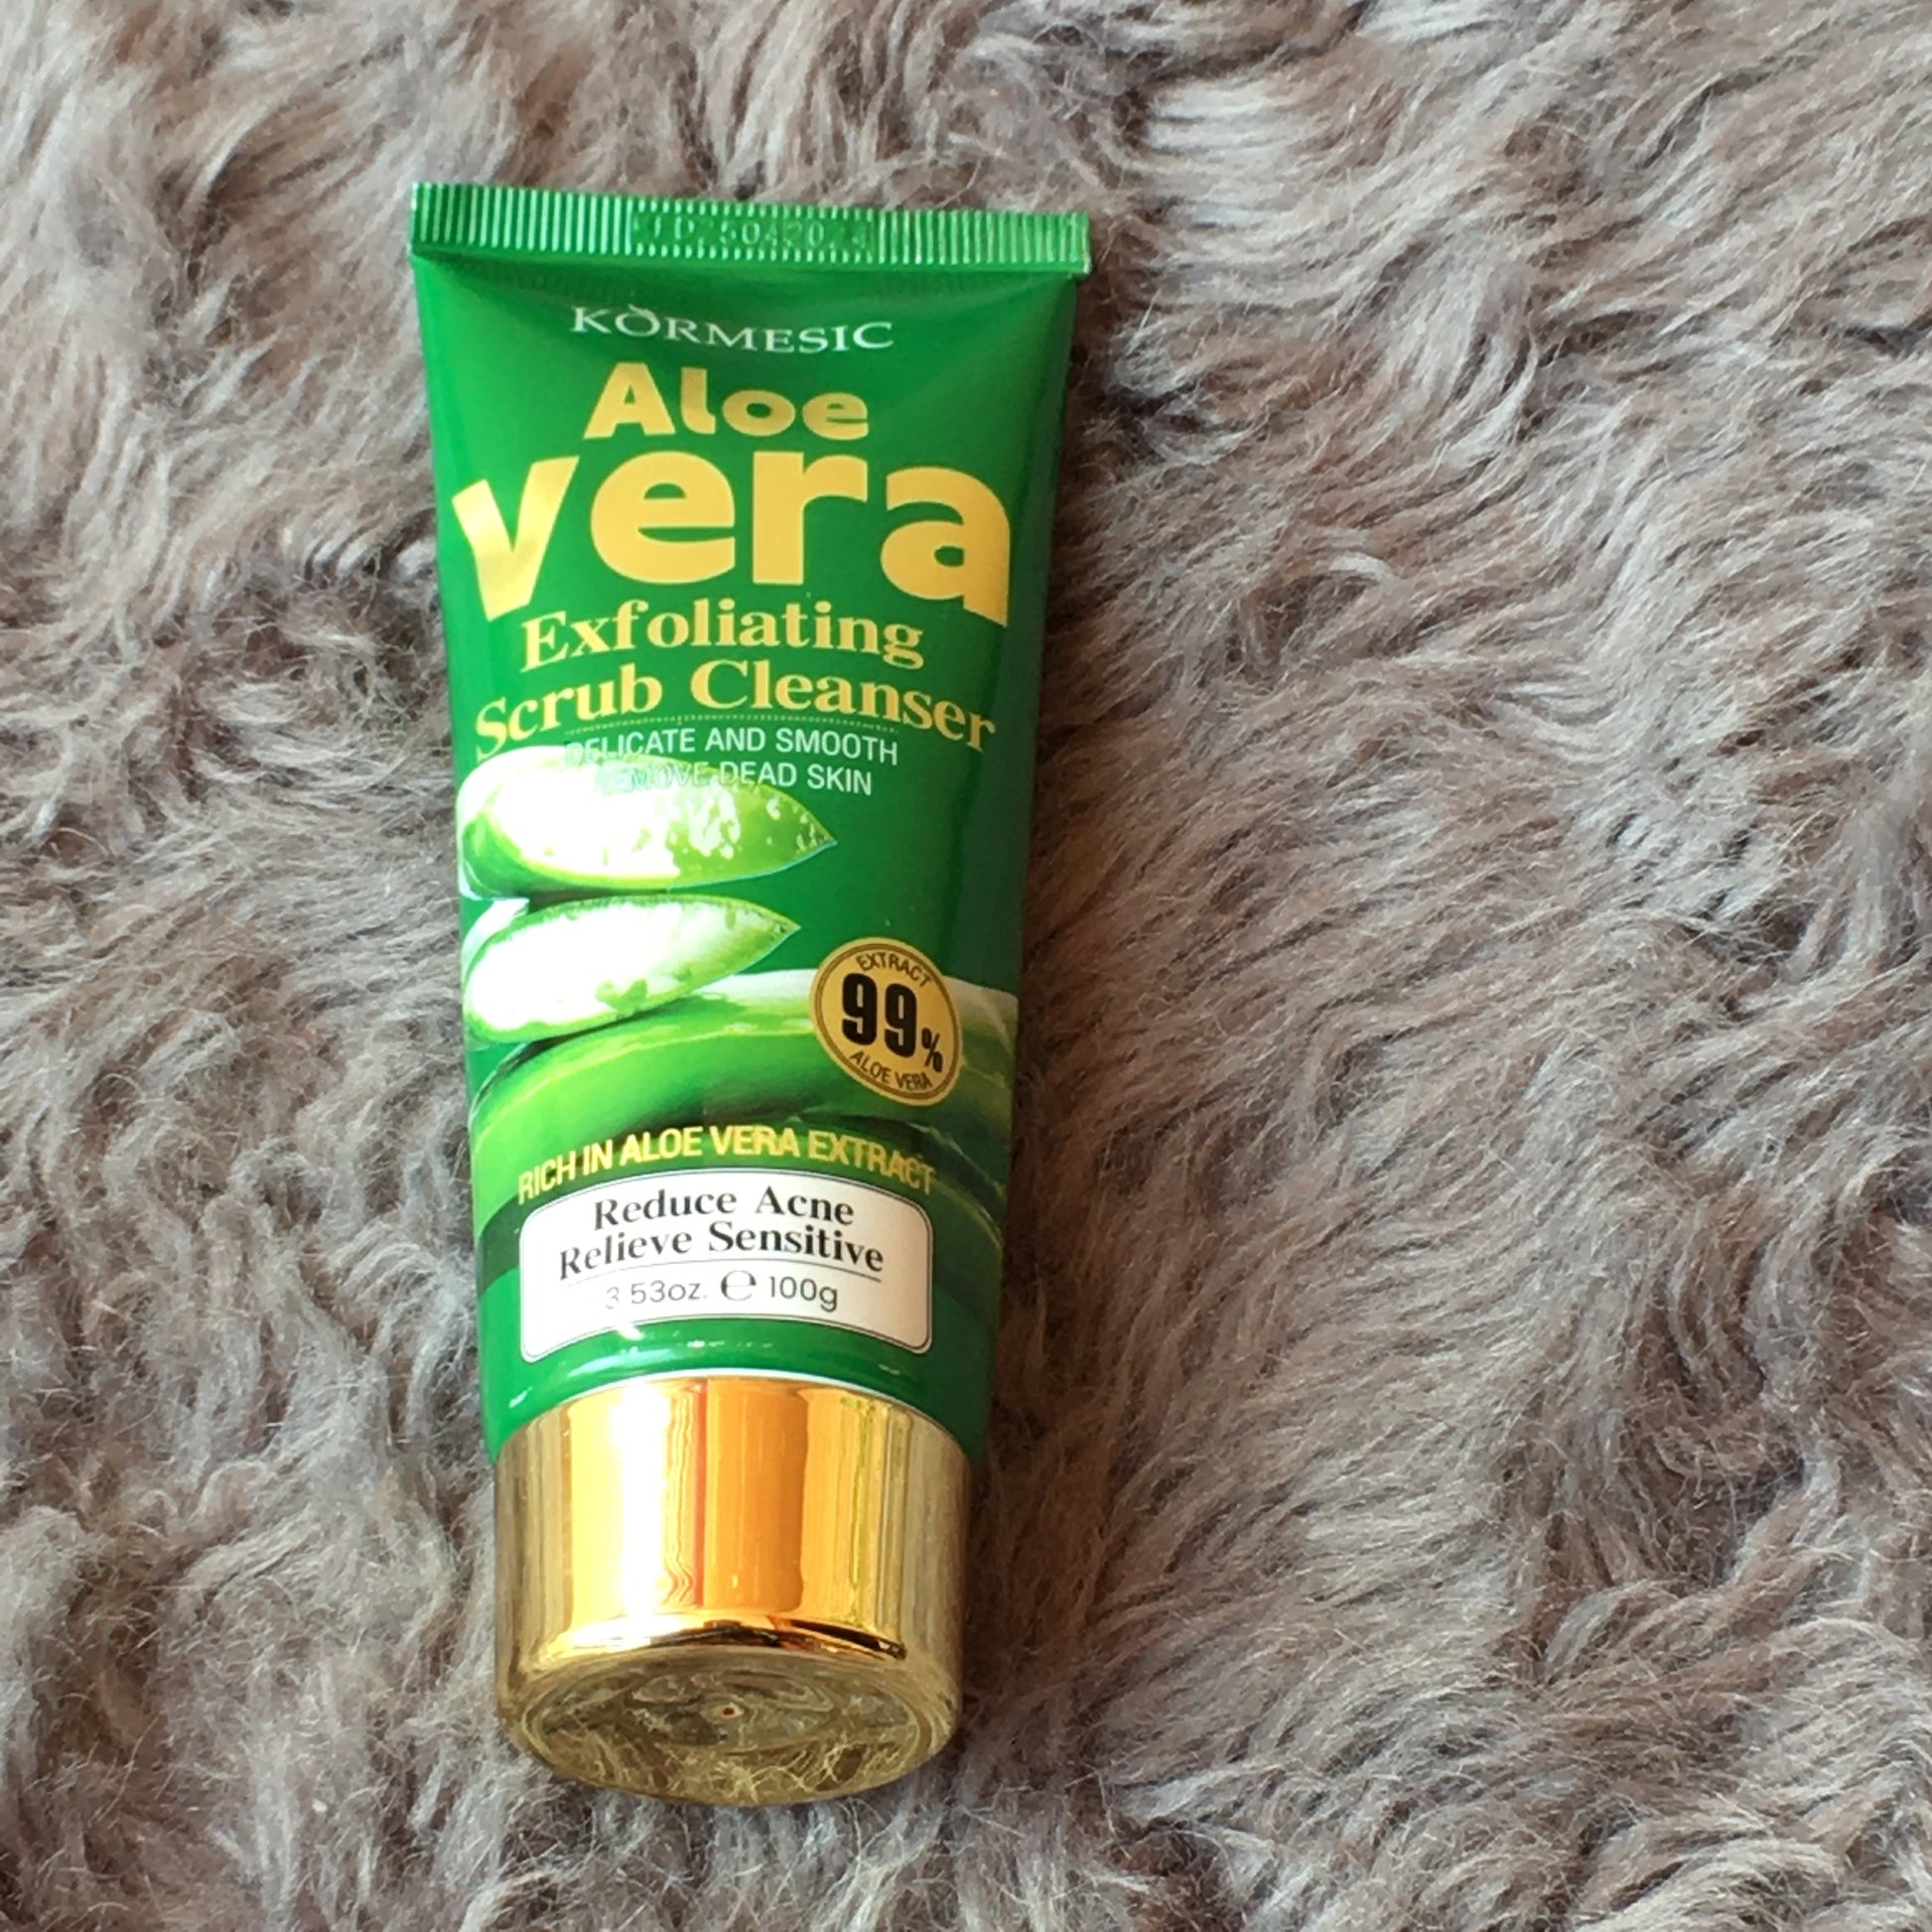 KORMESIC
Aloe
vera
Exfoliating
Scrub Cleanser
DELICATE AND SMOOTH
REMOVE DEAD SKIN
EXTRACT
99%
ALOE VERA
RICH IN ALOE VERA EXTRACT
Reduce Acne
Relieve Sensitive
3.53oz. ℮ 100g